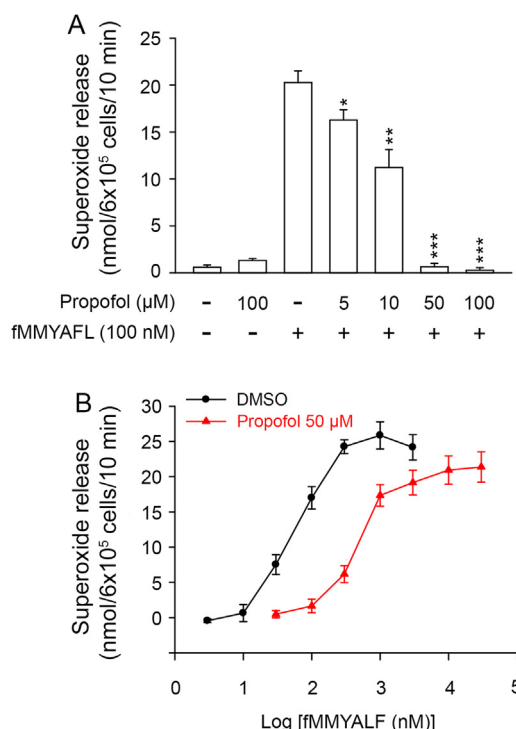 A
Superoxide release
(nmol/6x10⁵ cells/10 min)
25
20
15
10
5
0
*
**
***
***
Propofol (μM) - 100 - 5 10 50 100
fMMYAFL (100 nM) - - + + + + +
B
DMSO
Propofol 50 μM
Superoxide release
(nmol/6x10⁵ cells/10 min)
30
25
20
15
10
5
0
0 1 2 3 4 5
Log [fMMYALF (nM)]